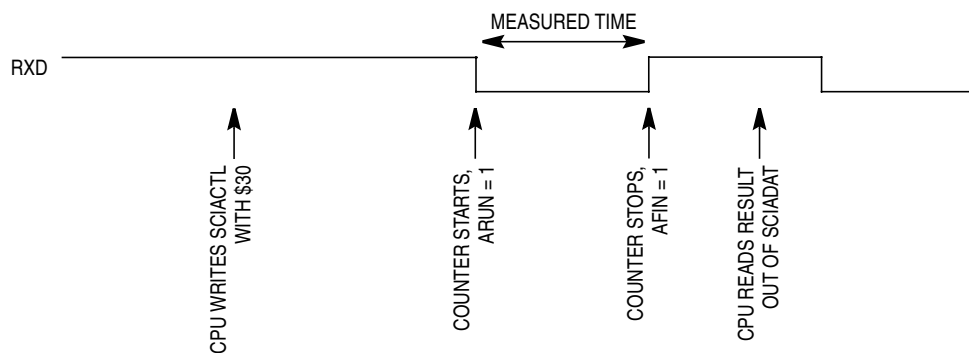 MEASURED TIME
RXD
CPU WRITES SCIACTL
WITH $30
COUNTER STARTS,
ARUN = 1
COUNTER STOPS,
AFIN = 1
CPU READS RESULT
OUT OF SCIADAT